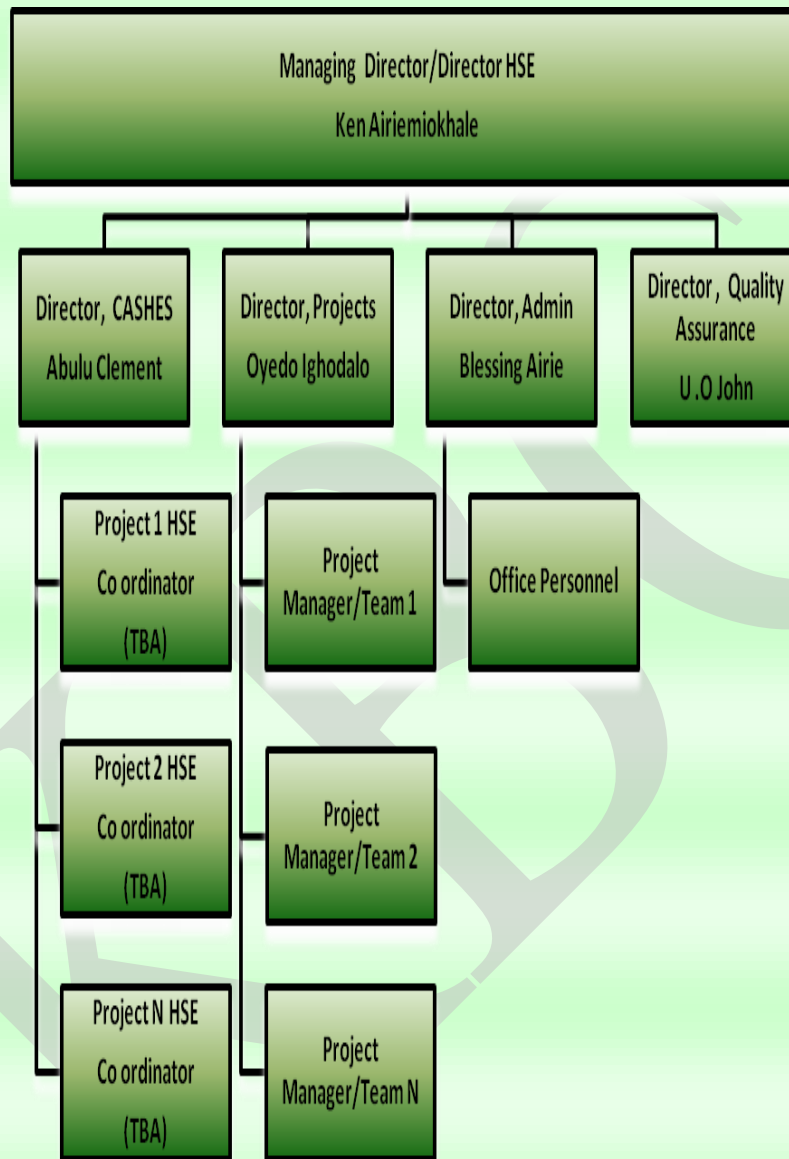 Managing Director/Director HSE
Ken Airiemiokhale
Director, CASHES
Abulu Clement
Director, Projects
Oyedo Ighodalo
Director, Admin
Blessing Airie
Director , Quality
Assurance
U .O John
Project 1 HSE
Co ordinator
(TBA)
Project
Manager/Team 1
Office Personnel
Project 2 HSE
Co ordinator
(TBA)
Project
Manager/Team 2
Project N HSE
Co ordinator
(TBA)
Project
Manager/Team N